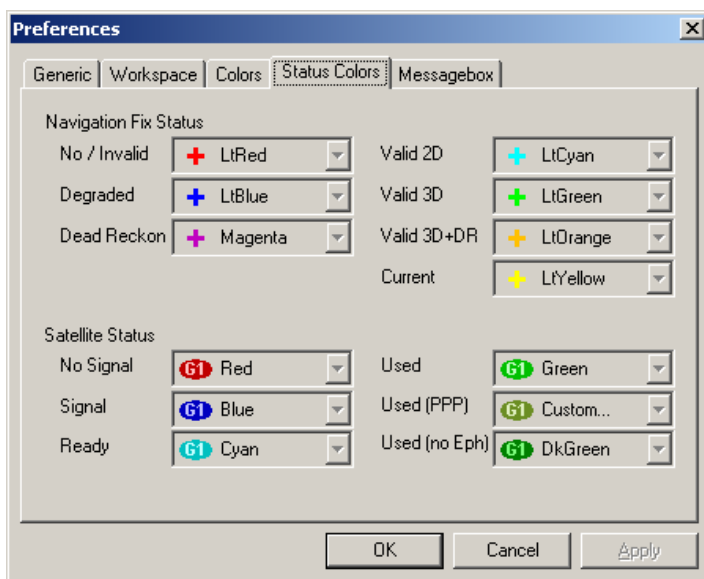 Preferences
Generic Workspace Colors Status Colors Messagebox
Navigation Fix Status
No / Invalid LtRed Valid 2D LtCyan
Degraded LtBlue Valid 3D LtGreen
Dead Reckon Magenta Valid 3D+DR LtOrange
Current LtYellow
Satellite Status
No Signal G1 Red Used G1 Green
Signal G1 Blue Used (PPP) G1 Custom...
Ready G1 Cyan Used (no Eph) G1 DkGreen
OK Cancel Apply